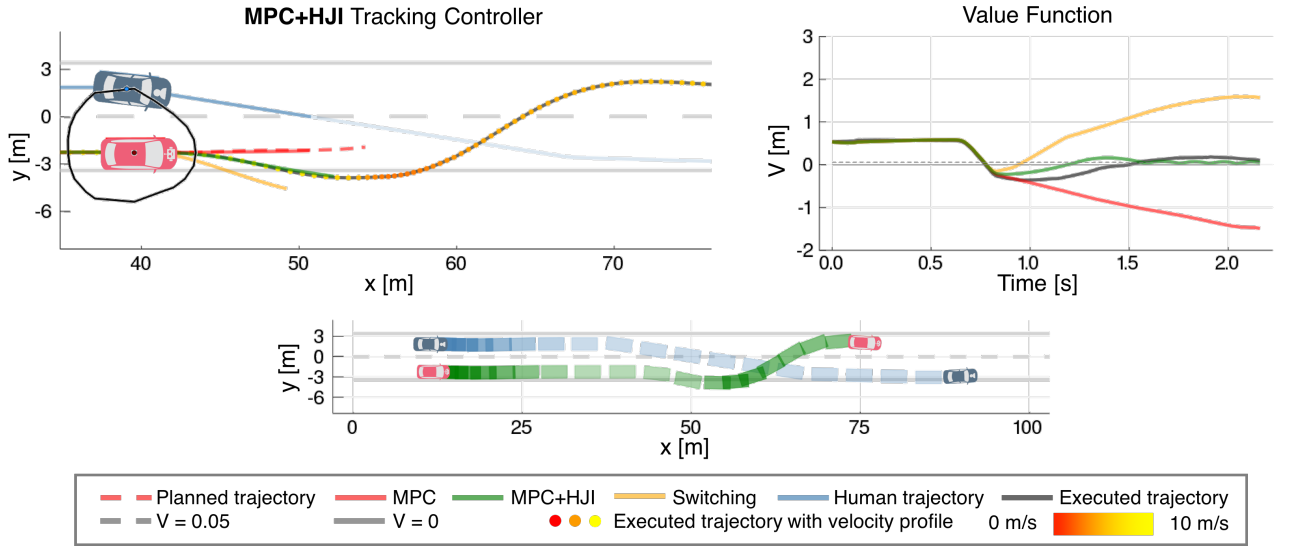 MPC+HJI Tracking Controller
3
0
-3
-6
y [m]
40
50
60
70
x [m]
Value Function
3
2
1
0
-1
-2
V [m]
0.0
0.5
1.0
1.5
2.0
Time [s]
3
0
-3
-6
y [m]
0
25
50
75
100
x [m]
Planned trajectory
MPC
MPC+HJI
Switching
Human trajectory
Executed trajectory
V = 0.05
V = 0
Executed trajectory with velocity profile
0 m/s
10 m/s